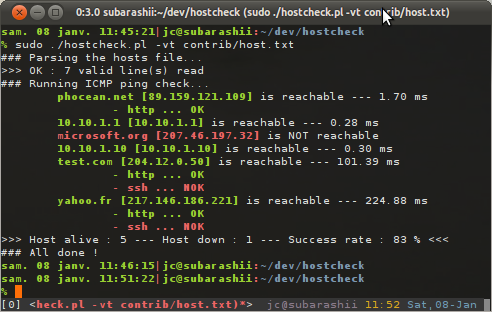 0:3.0 subarashii:~/dev/hostcheck (sudo ./hostcheck.pl -vt contrib/host.txt)
sam. 08 janv. 11:45:21|jc@subarashii:~/dev/hostcheck
% sudo ./hostcheck.pl -vt contrib/host.txt
### Parsing the hosts file...
>>> OK : 7 valid line(s) read
### Running ICMP ping check...
phocean.net [89.159.121.109] is reachable --- 1.70 ms
- http ... OK
10.10.1.1 [10.10.1.1] is reachable --- 0.28 ms
microsoft.org [207.46.197.32] is NOT reachable
10.10.1.10 [10.10.1.10] is reachable --- 0.30 ms
test.com [204.12.0.50] is reachable --- 101.39 ms
- http ... OK
- ssh ... NOK
yahoo.fr [217.146.186.221] is reachable --- 224.88 ms
- http ... OK
- ssh ... NOK
>>> Host alive : 5 --- Host down : 1 --- Success rate : 83 % <<<
### All done !
sam. 08 janv. 11:46:15|jc@subarashii:~/dev/hostcheck
sam. 08 janv. 11:51:22|jc@subarashii:~/dev/hostcheck
%
[0] <heck.pl -vt contrib/host.txt)*> jc@subarashii 11:52 Sat,08-Jan